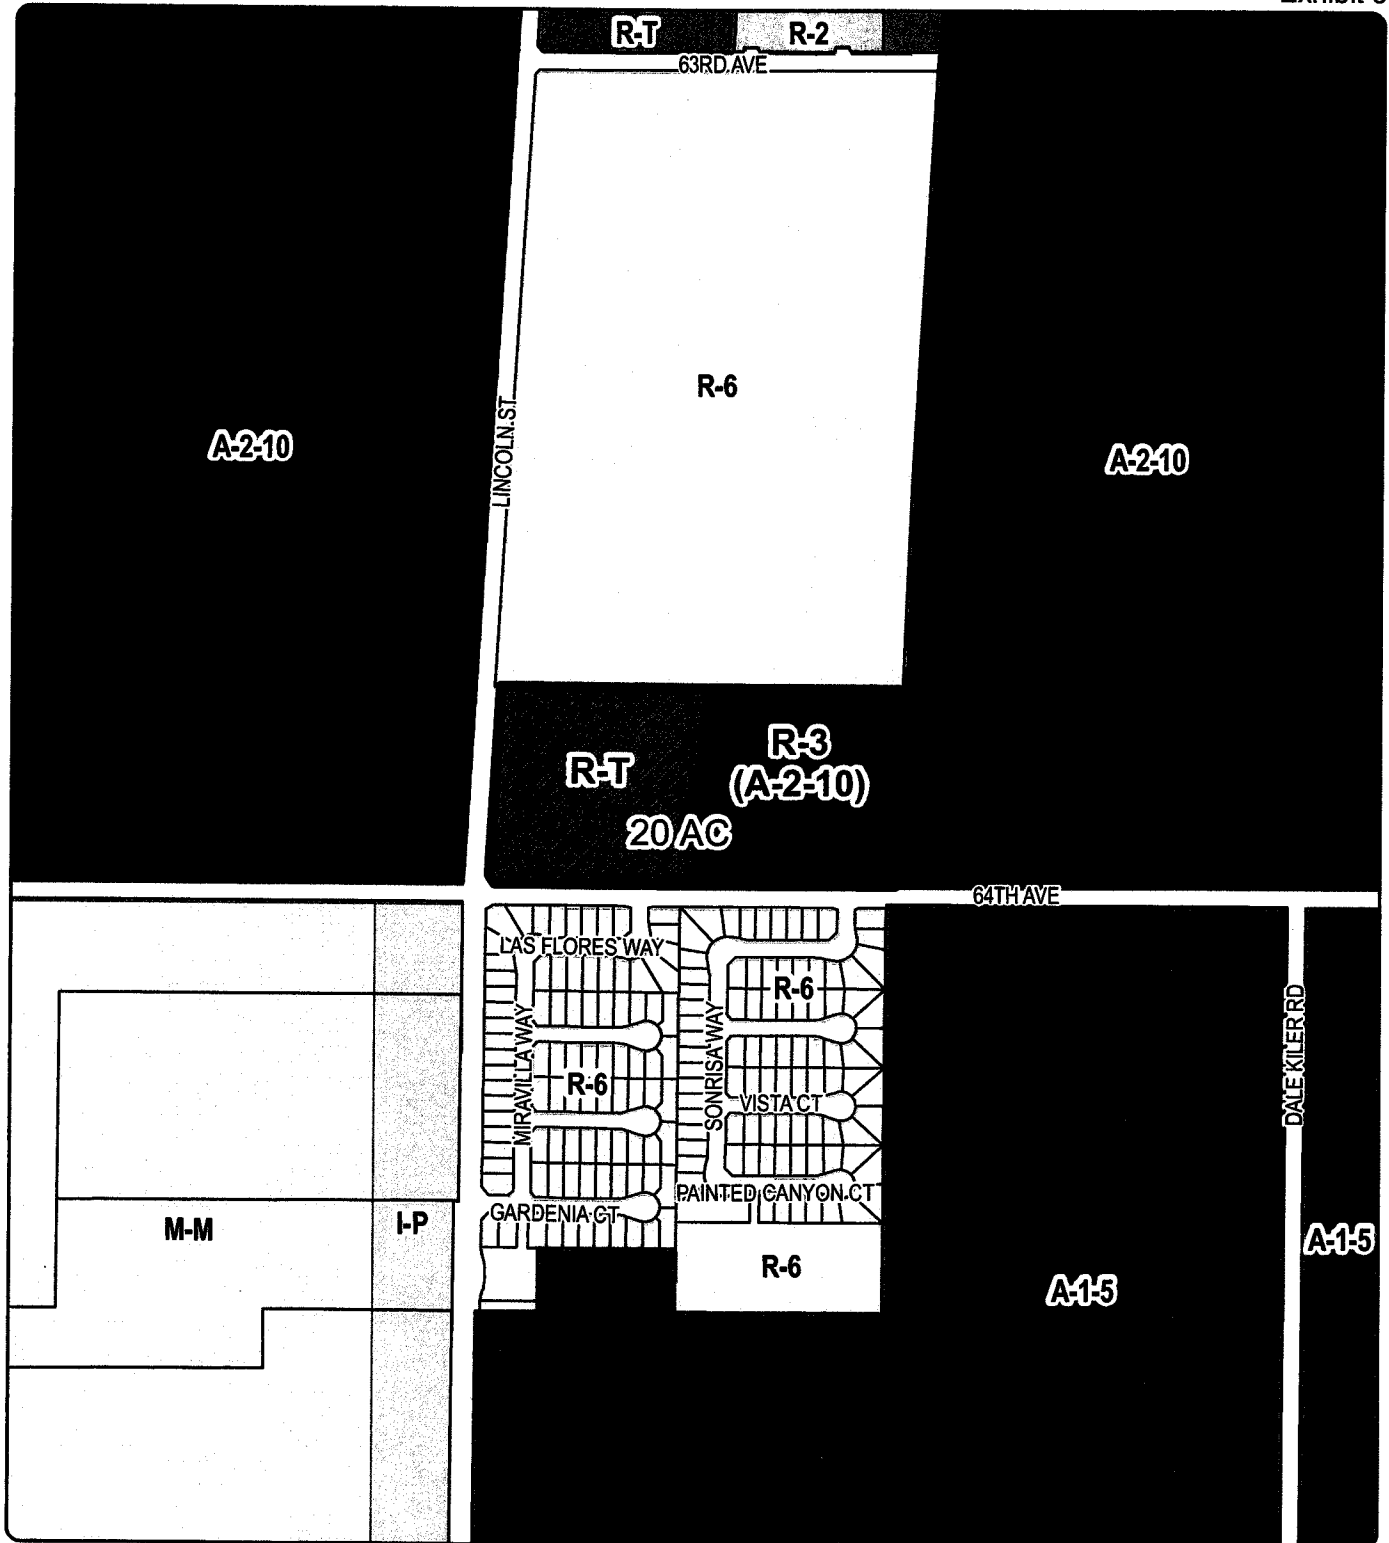 R-T
R-2
63RD AVE
R-6
LINCOLN ST
A-2-10
A-2-10
R-T
R-3
(A-2-10)
20 AC
64TH AVE
LAS FLORES WAY
R-6
MIRAVILLA WAY
SONRISA WAY
DALE KILER RD
R-6
VISTA CT
PAINTED CANYON CT
GARDENIA CT
M-M
I-P
R-6
A-1-5
A-1-5